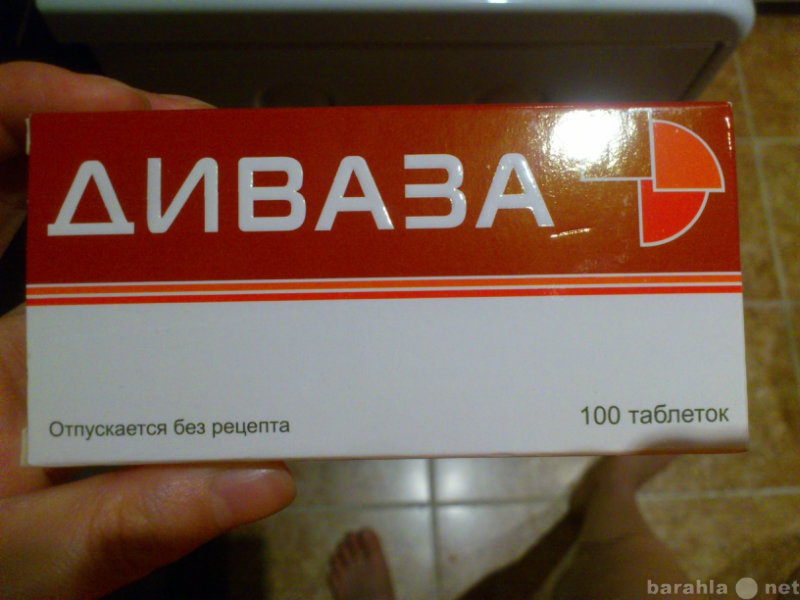 ДИВАЗА
Отпускается без рецепта
100 таблеток
barahla net